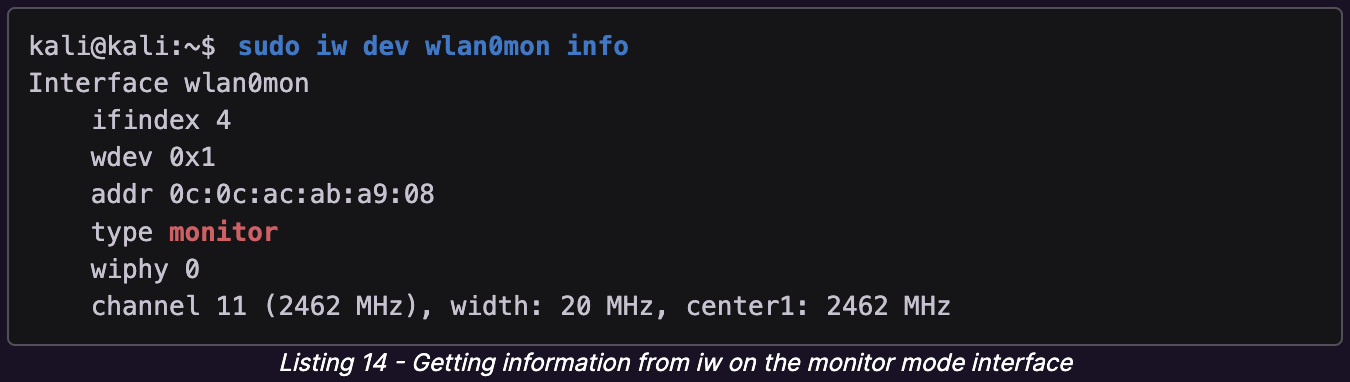 kali@kali:~$ sudo iw dev wlan0mon info
Interface wlan0mon
    ifindex 4
    wdev 0x1
    addr 0c:0c:ac:ab:a9:08
    type monitor
    wiphy 0
    channel 11 (2462 MHz), width: 20 MHz, center1: 2462 MHz
Listing 14 - Getting information from iw on the monitor mode interface